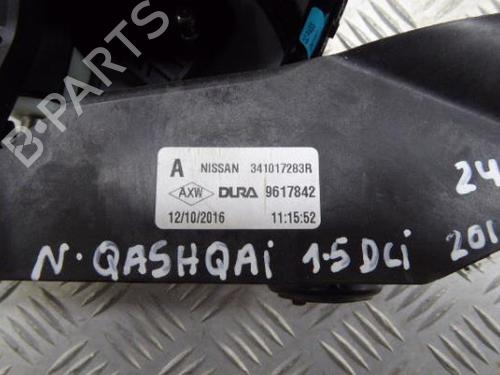 B-PARTS
A NISSAN 341017283R
AXW DURA 9617842
12/10/2016 11:15:52
24
N. QASHQAi 1.5 DCi 201